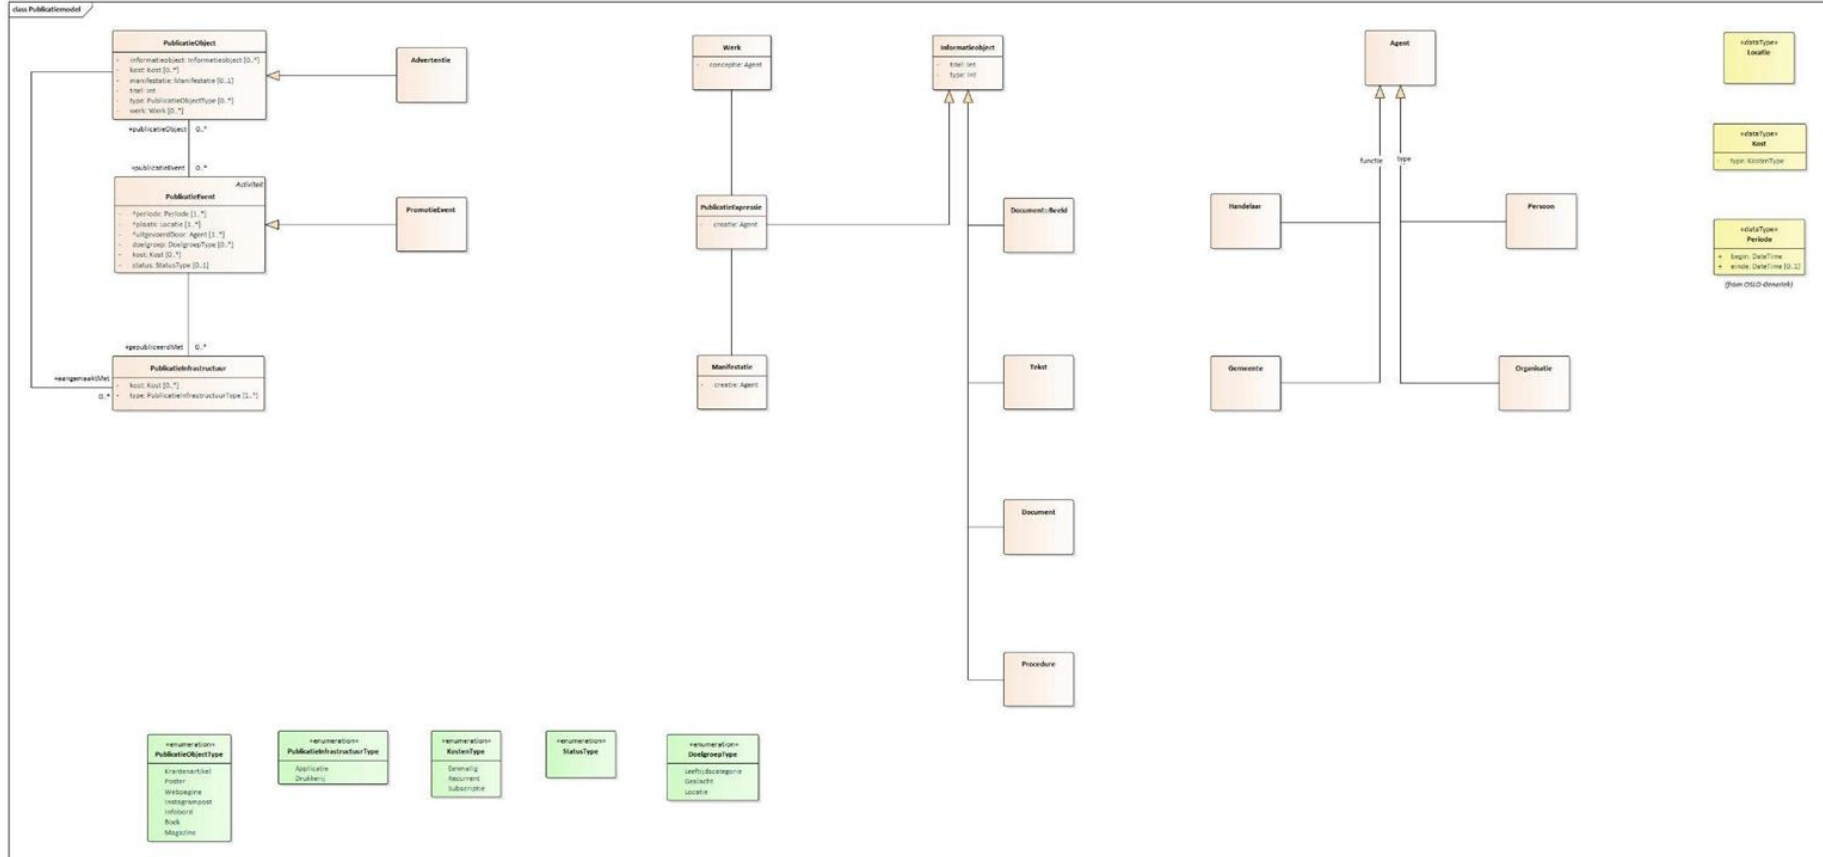 class Publicatiemodel
PublicatieObject
- informatieobject: Informatieobject [0..*]
- kost: Kost [0..*]
- manifestatie: Manifestatie [0..1]
- titel: int
- type: PublicatieObjectType [0..*]
- werk: Werk [0..*]
Advertentie
+publicatieObject 0..*
+publicatieEvent 0..*
Activiteit
PublicatieEvent
- *periode: Periode [1..*]
- *plaats: Locatie [1..*]
- *uitgevoerdDoor: Agent [1..*]
- doelgroep: DoelgroepType [0..*]
- kost: Kost [0..*]
- status: StatusType [0..1]
PromotieEvent
+gepubliceerdMet 0..*
+aangemaaktMet
0..*
PublicatieInfrastructuur
- kost: Kost [0..*]
- type: PublicatieInfrastructuurType [1..*]
Werk
- conceptie: Agent
PublicatieExpressie
- creatie: Agent
Manifestatie
- creatie: Agent
Informatieobject
- titel: int
- type: int
Document::Beeld
Tekst
Document
Procedure
Agent
functie type
Handelaar
Persoon
Gemeente
Organisatie
«dataType»
Locatie
«dataType»
Kost
- type: KostenType
«dataType»
Periode
+ begin: DateTime
+ einde: DateTime [0..1]
(from OSLO-Generiek)
«enumeration»
PublicatieObjectType
Krantenartikel
Poster
Webpagina
Instagrampost
Infobord
Boek
Magazine
«enumeration»
PublicatieInfrastructuurType
Applicatie
Drukkerij
«enumeration»
KostenType
Eenmalig
Recurrent
Subscriptie
«enumeration»
StatusType
«enumeration»
DoelgroepType
Leeftijdscategorie
Geslacht
Locatie